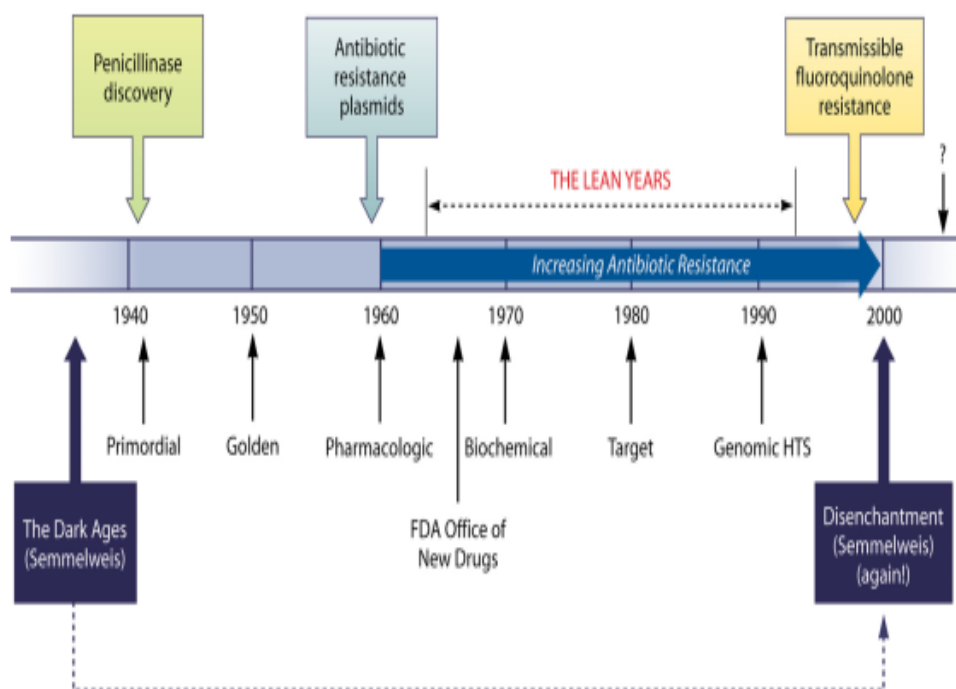 Penicillinase
discovery
Antibiotic
resistance
plasmids
Transmissible
fluoroquinolone
resistance
?
THE LEAN YEARS
Increasing Antibiotic Resistance
1940 1950 1960 1970 1980 1990 2000
Primordial Golden Pharmacologic Biochemical Target Genomic HTS
FDA Office of
New Drugs
The Dark Ages
(Semmelweis)
Disenchantment
(Semmelweis)
(again!)